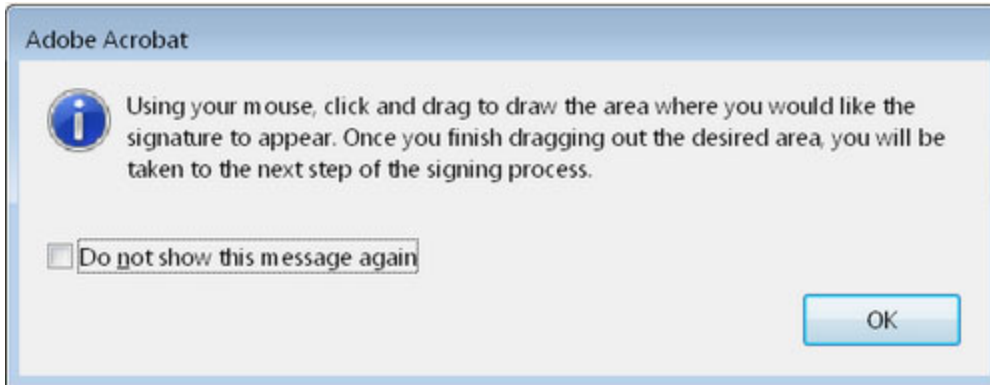 Adobe Acrobat
Using your mouse, click and drag to draw the area where you would like the
signature to appear. Once you finish dragging out the desired area, you will be
taken to the next step of the signing process.
Do not show this message again
OK